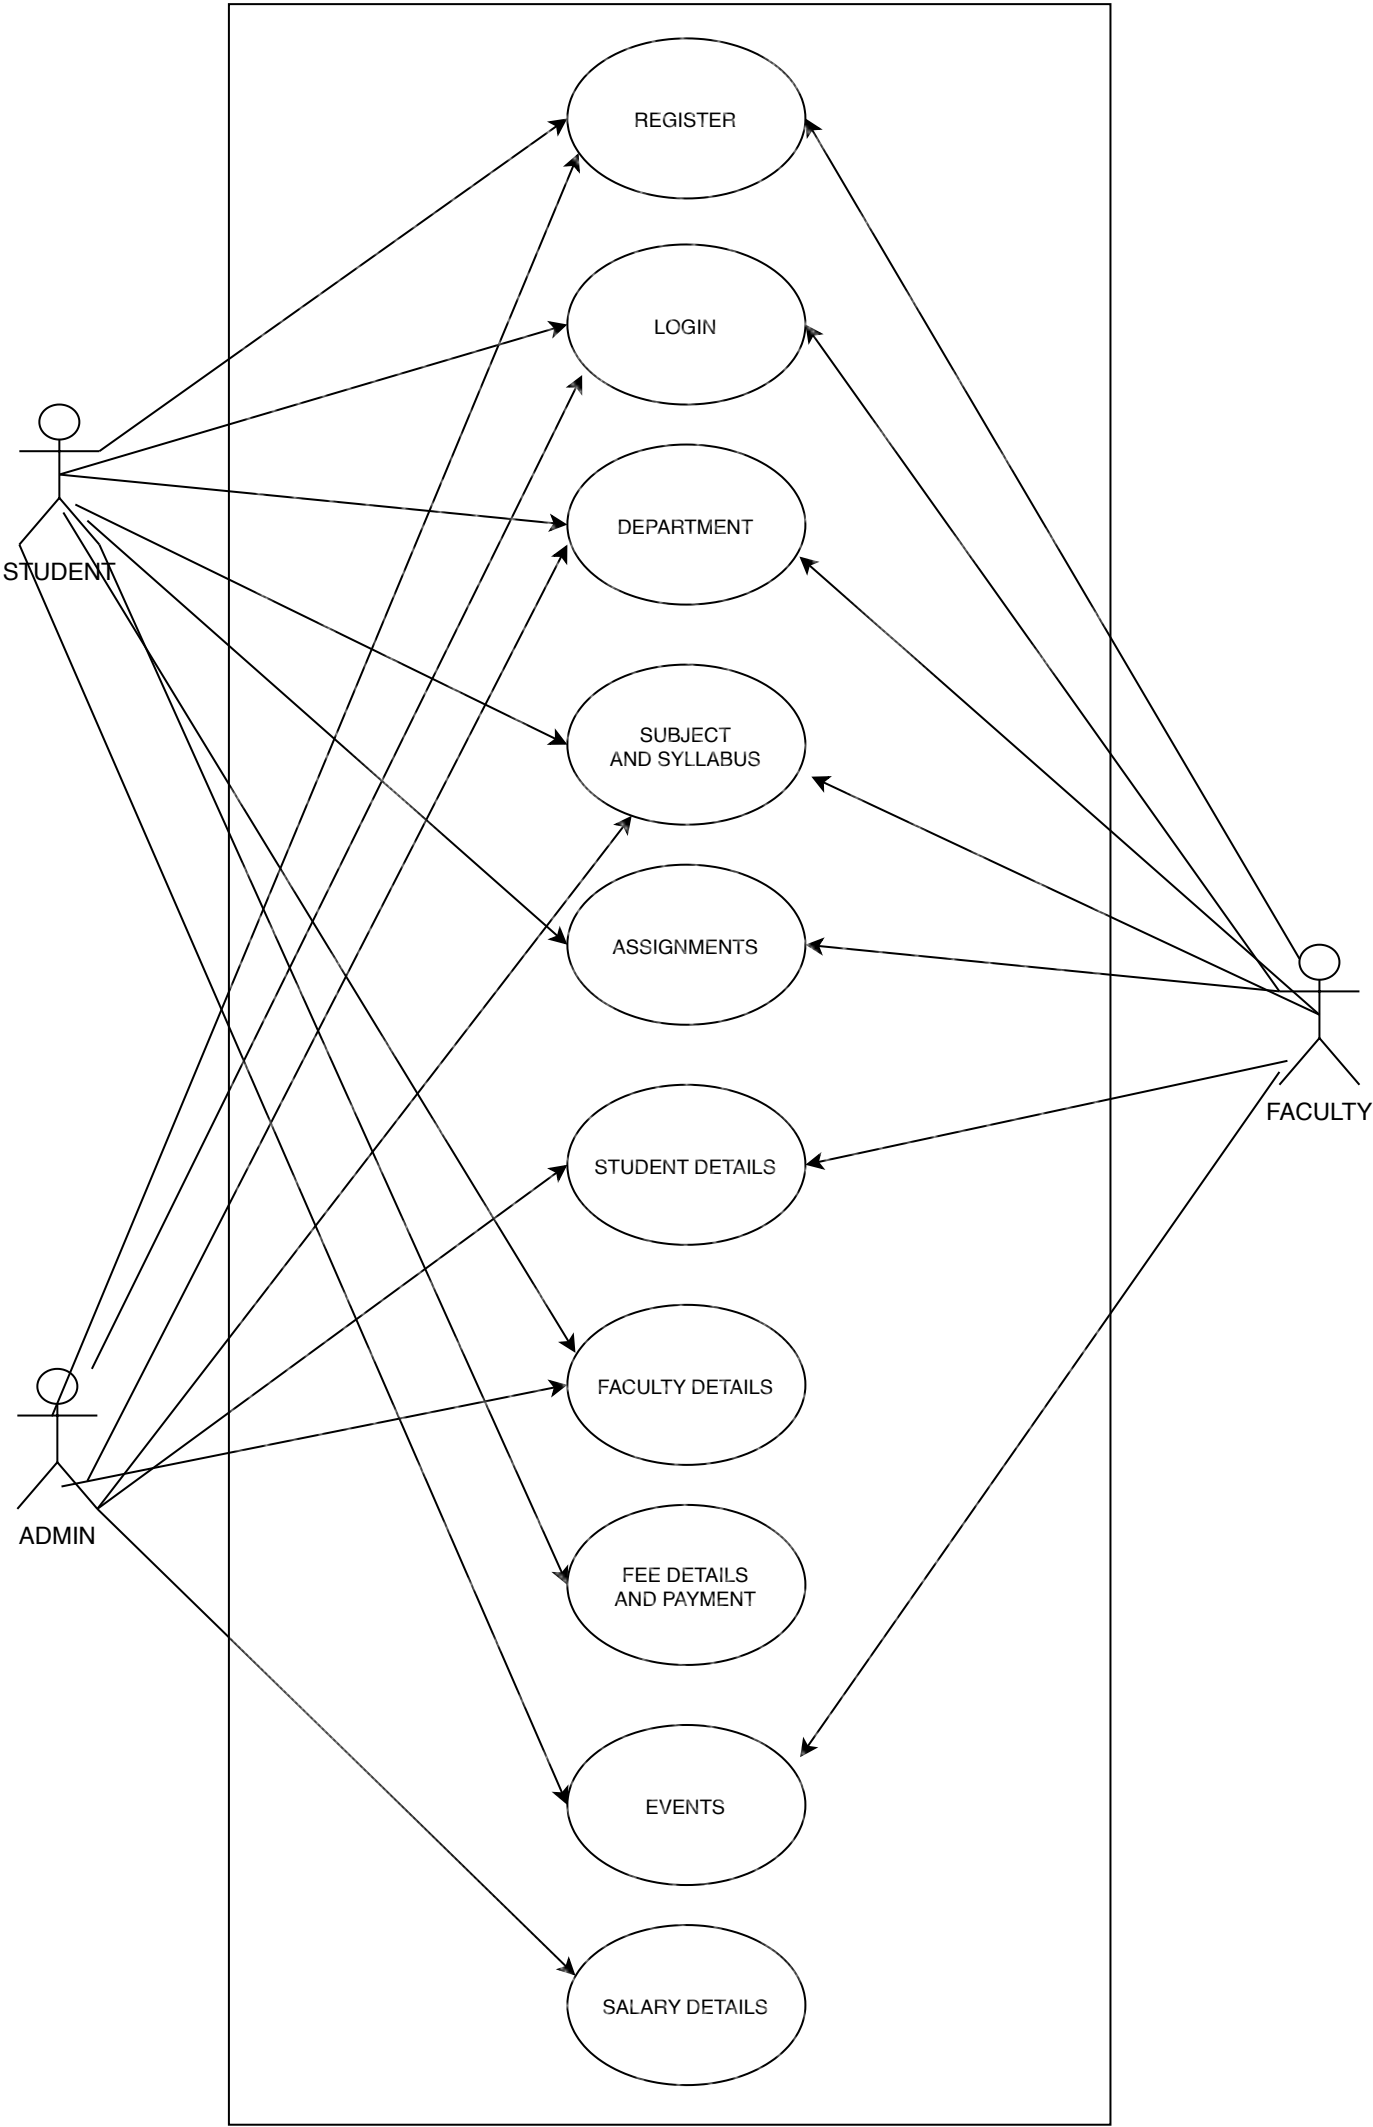 REGISTER
LOGIN
DEPARTMENT
STUDENT
SUBJECT
AND SYLLABUS
ASSIGNMENTS
FACULTY
STUDENT DETAILS
FACULTY DETAILS
ADMIN
FEE DETAILS
AND PAYMENT
EVENTS
SALARY DETAILS